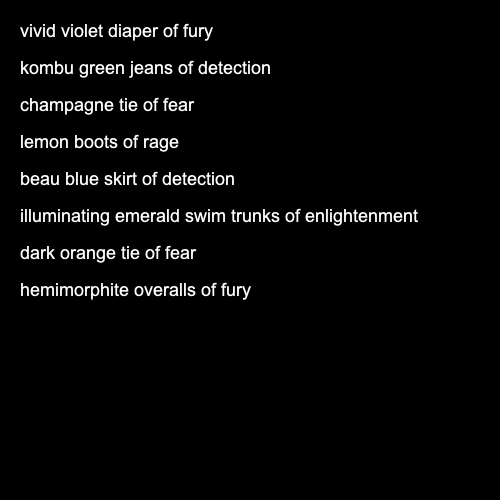 vivid violet diaper of fury
kombu green jeans of detection
champagne tie of fear
lemon boots of rage
beau blue skirt of detection
illuminating emerald swim trunks of enlightenment
dark orange tie of fear
hemimorphite overalls of fury